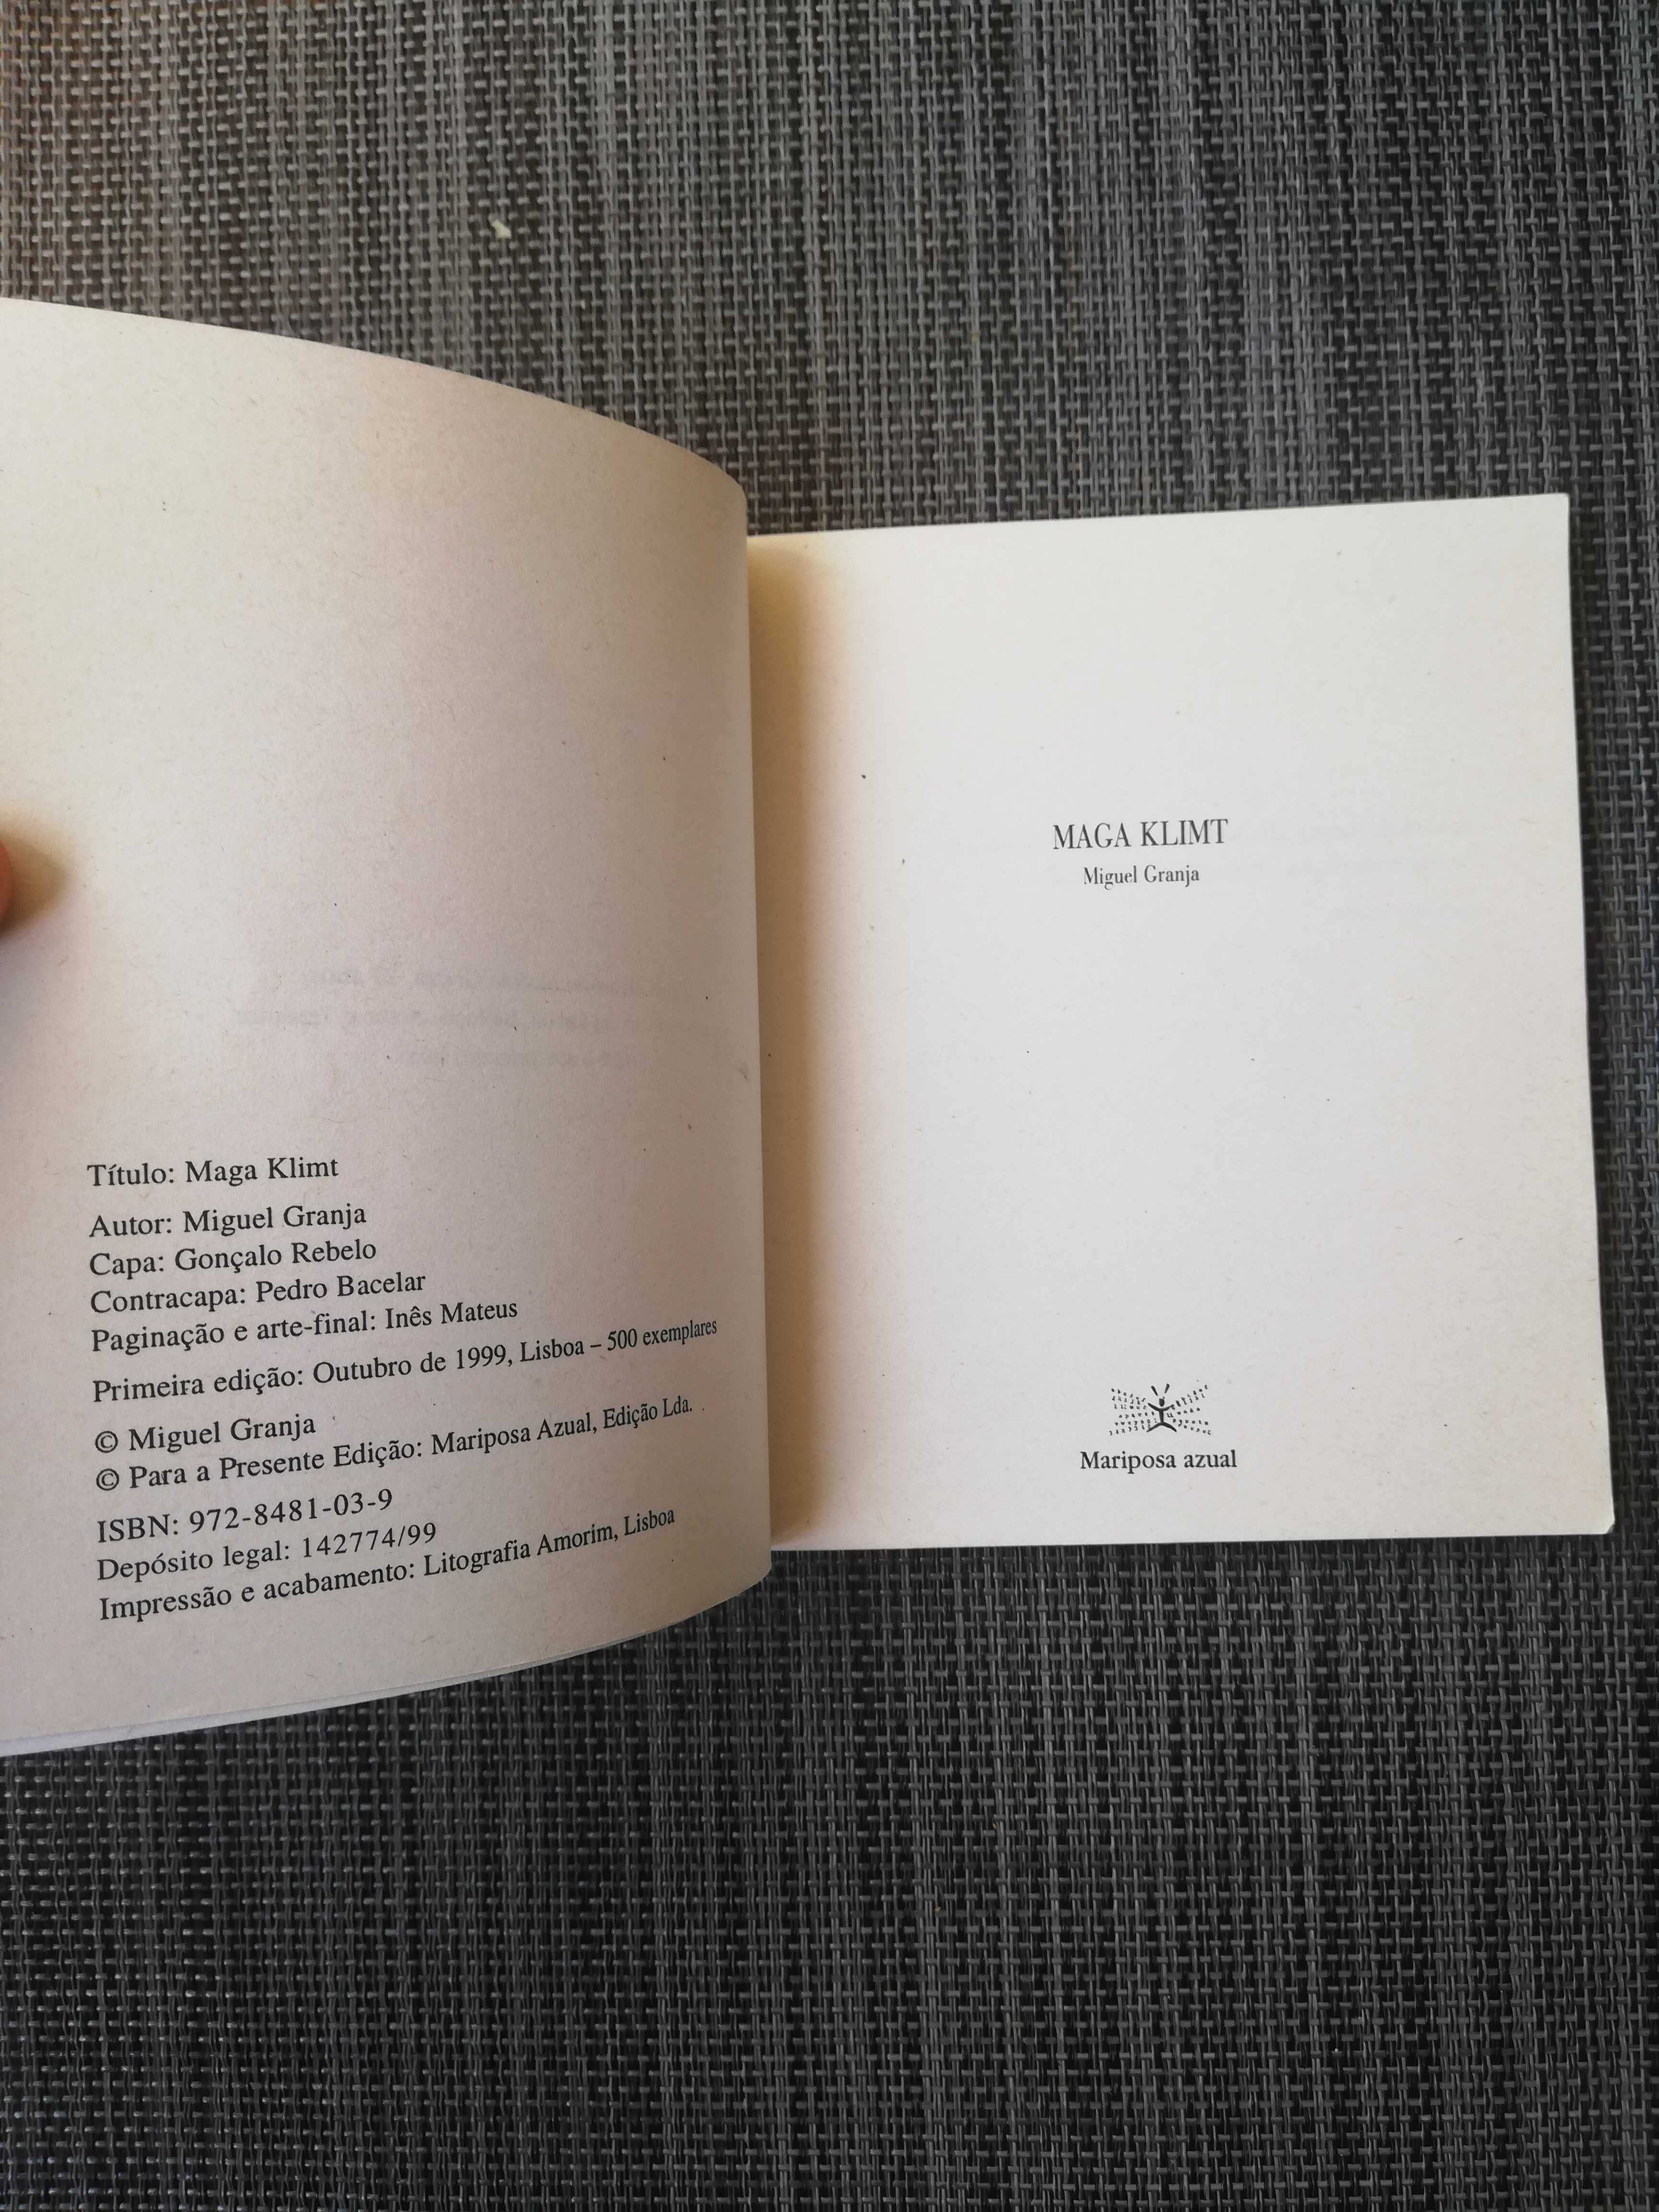 Título: Maga Klimt
Autor: Miguel Granja
Capa: Gonçalo Rebelo
Contracapa: Pedro Bacelar
Paginação e arte-final: Inês Mateus
Primeira edição: Outubro de 1999, Lisboa – 500 exemplares
© Miguel Granja
© Para a Presente Edição: Mariposa Azual, Edição Lda.
ISBN: 972-8481-03-9
Depósito legal: 142774/99
Impressão e acabamento: Litografia Amorim, Lisboa
MAGA KLIMT
Miguel Granja
Mariposa azual